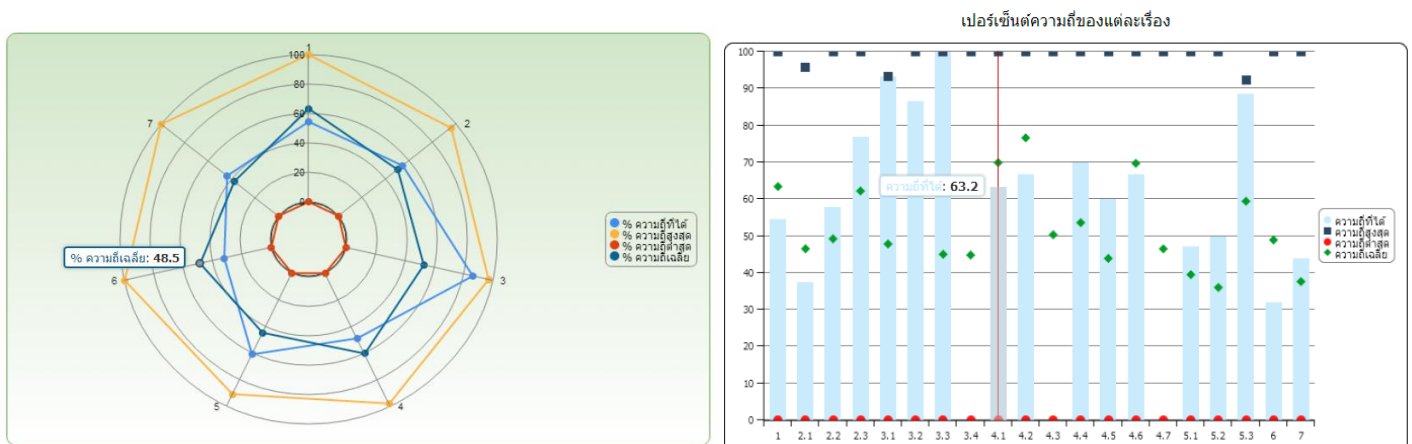 เปอร์เซ็นต์ความถี่ของแต่ละเรื่อง
1
100
80
60
40
20
0
2
3
4
5
6
7
% ความถี่เฉลี่ย: 48.5
% ความถี่ที่ได้
% ความถี่สูงสุด
% ความถี่ต่ำสุด
% ความถี่เฉลี่ย
100
90
80
70
60
50
40
30
20
10
0
ความถี่ที่ได้: 63.2
1 2.1 2.2 2.3 3.1 3.2 3.3 3.4 4.1 4.2 4.3 4.4 4.5 4.6 4.7 5.1 5.2 5.3 6 7
ความถี่ที่ได้
ความถี่สูงสุด
ความถี่ต่ำสุด
ความถี่เฉลี่ย